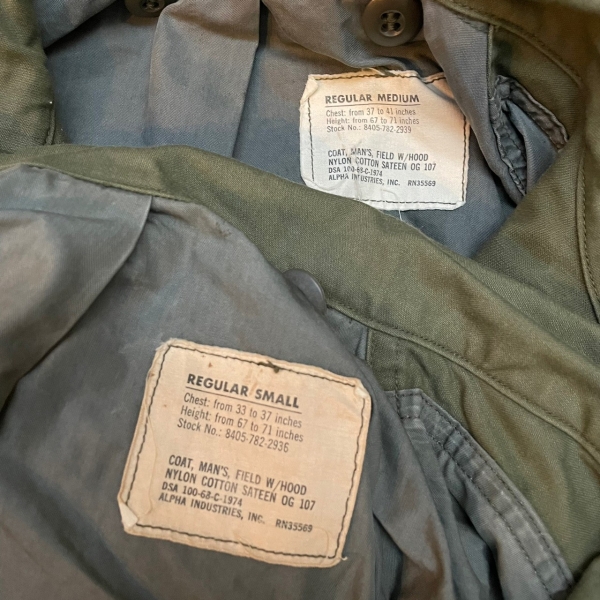 REGULAR MEDIUM
Chest: from 37 to 41 inches
Height: from 67 to 71 inches
Stock No.: 8405-782-2939
COAT, MAN'S, FIELD W/HOOD
NYLON COTTON SATEEN OG 107
DSA 100-68-C-1974
ALPHA INDUSTRIES, INC. RN35569
REGULAR SMALL
Chest: from 33 to 37 inches
Height: from 67 to 71 inches
Stock No.: 8405-782-2936
COAT, MAN'S, FIELD W/HOOD
NYLON COTTON SATEEN OG 107
DSA 100-68-C-1974
ALPHA INDUSTRIES, INC. RN35569